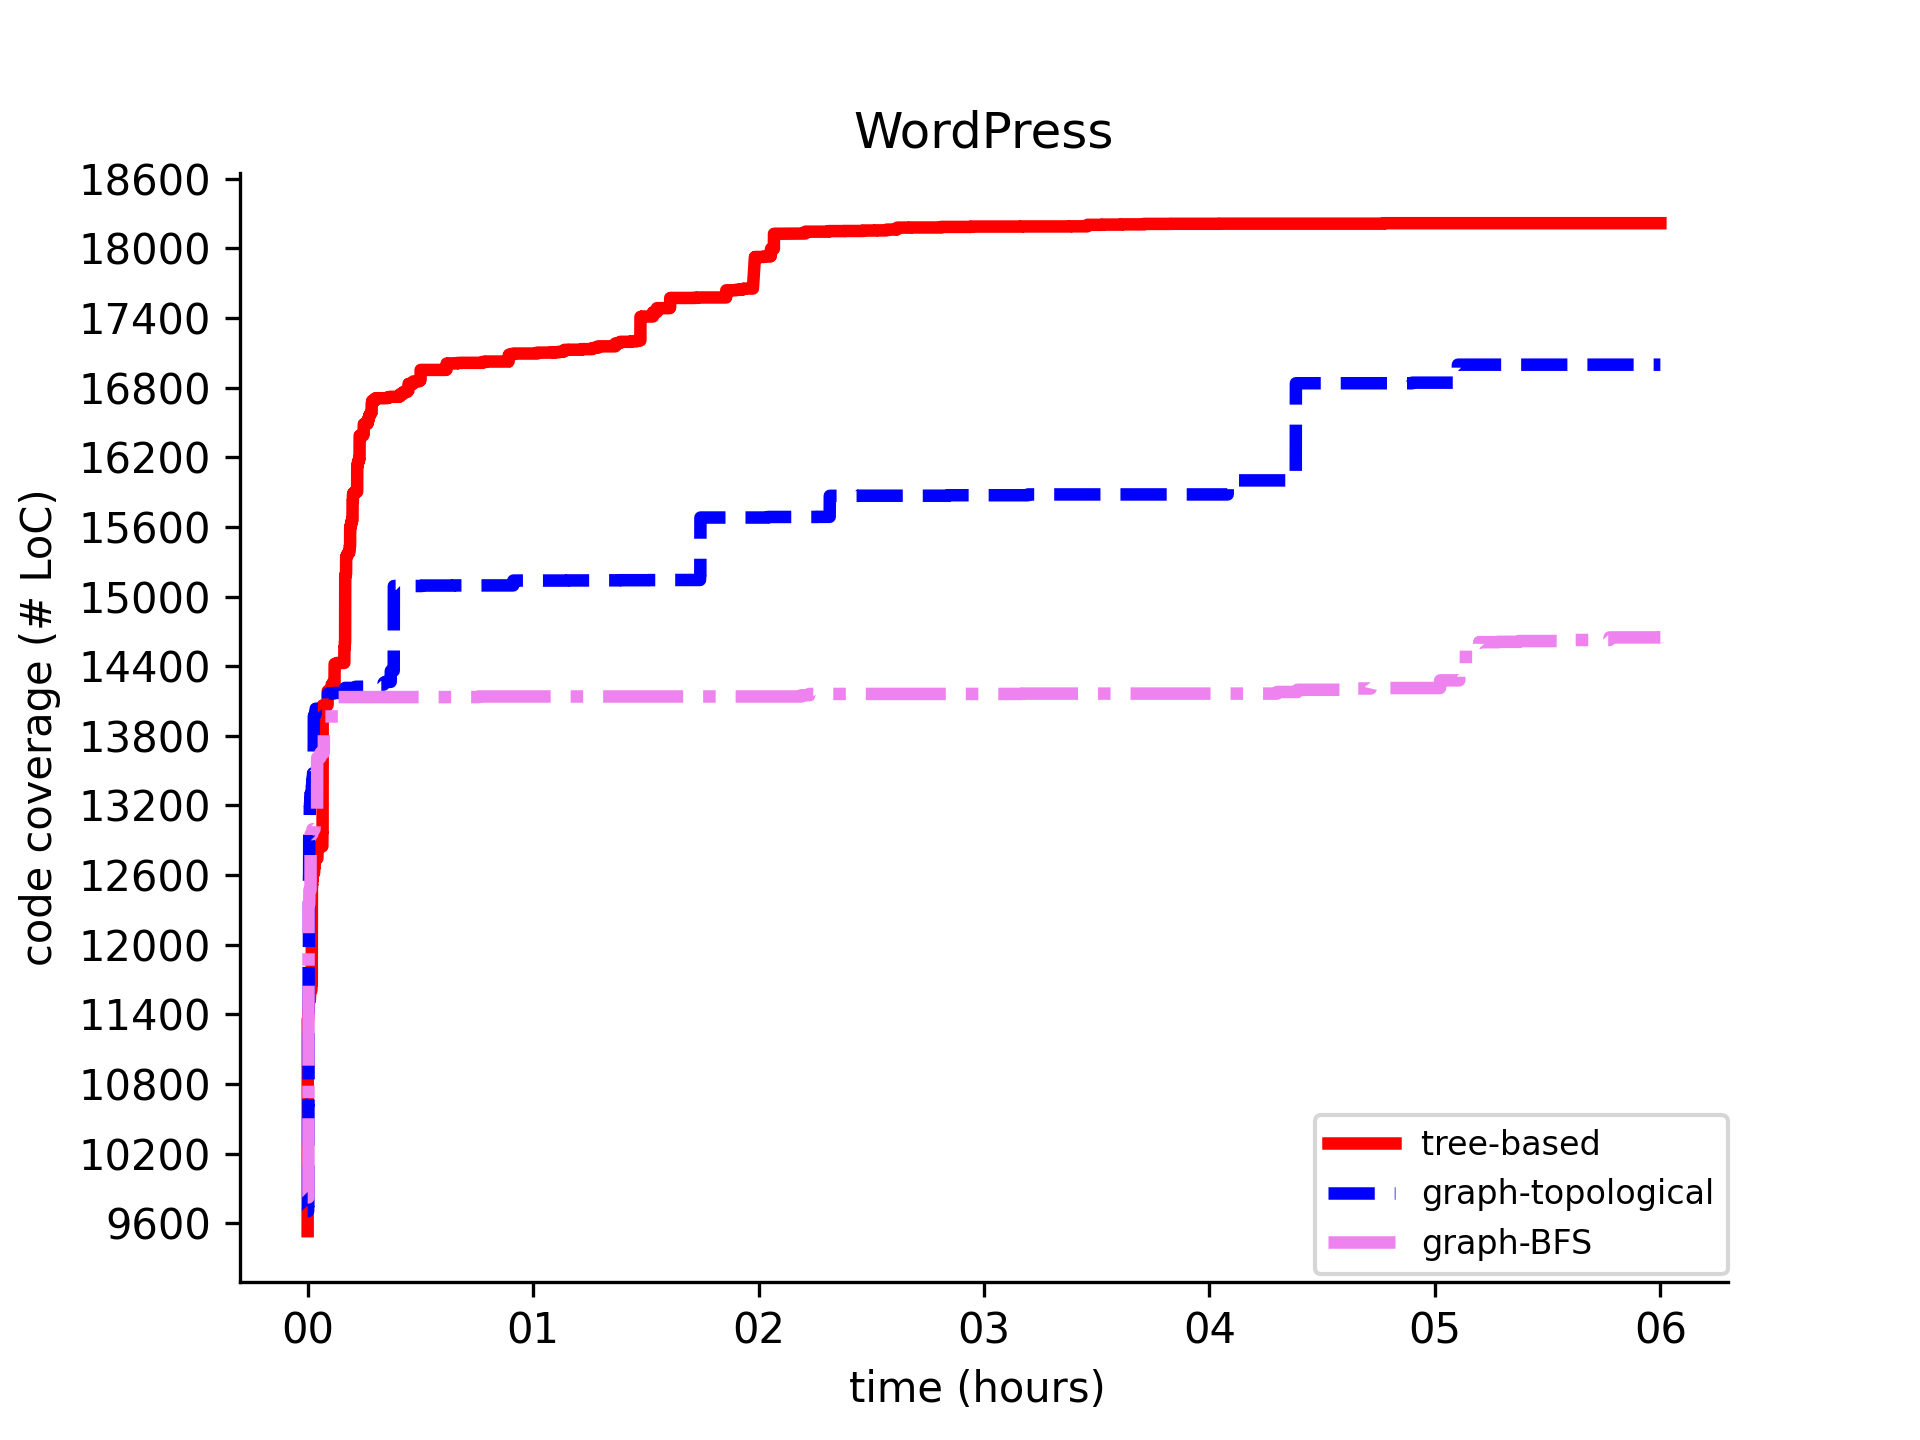 WordPress
18600
18000
17400
16800
16200
15600
15000
14400
13800
13200
12600
12000
11400
10800
10200
9600
code coverage (# LoC)
tree-based
graph-topological
graph-BFS
00 01 02 03 04 05 06
time (hours)